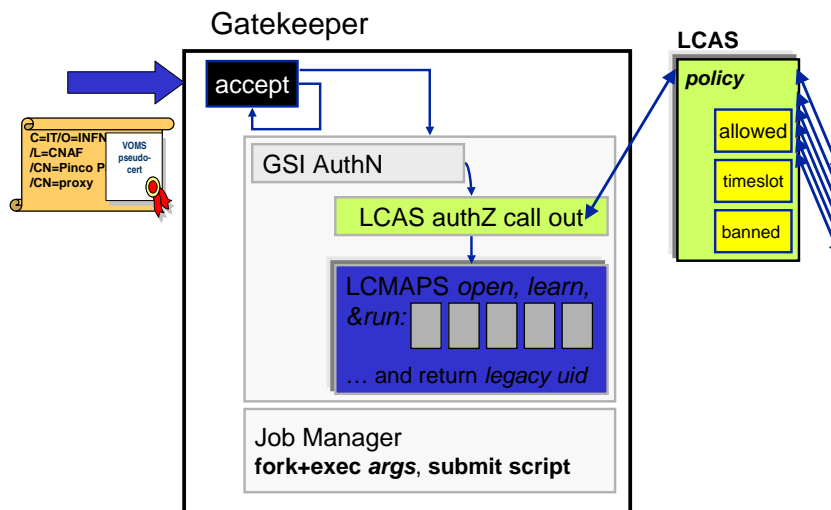 Gatekeeper
LCAS
accept
policy
C=IT/O=INFN
/L=CNAF
/CN=Pinco P
/CN=proxy
VOMS
pseudo-
cert
allowed
timeslot
banned
GSI AuthN
LCAS authZ call out
LCMAPS open, learn,
&run:
… and return legacy uid
Job Manager
fork+exec args, submit script